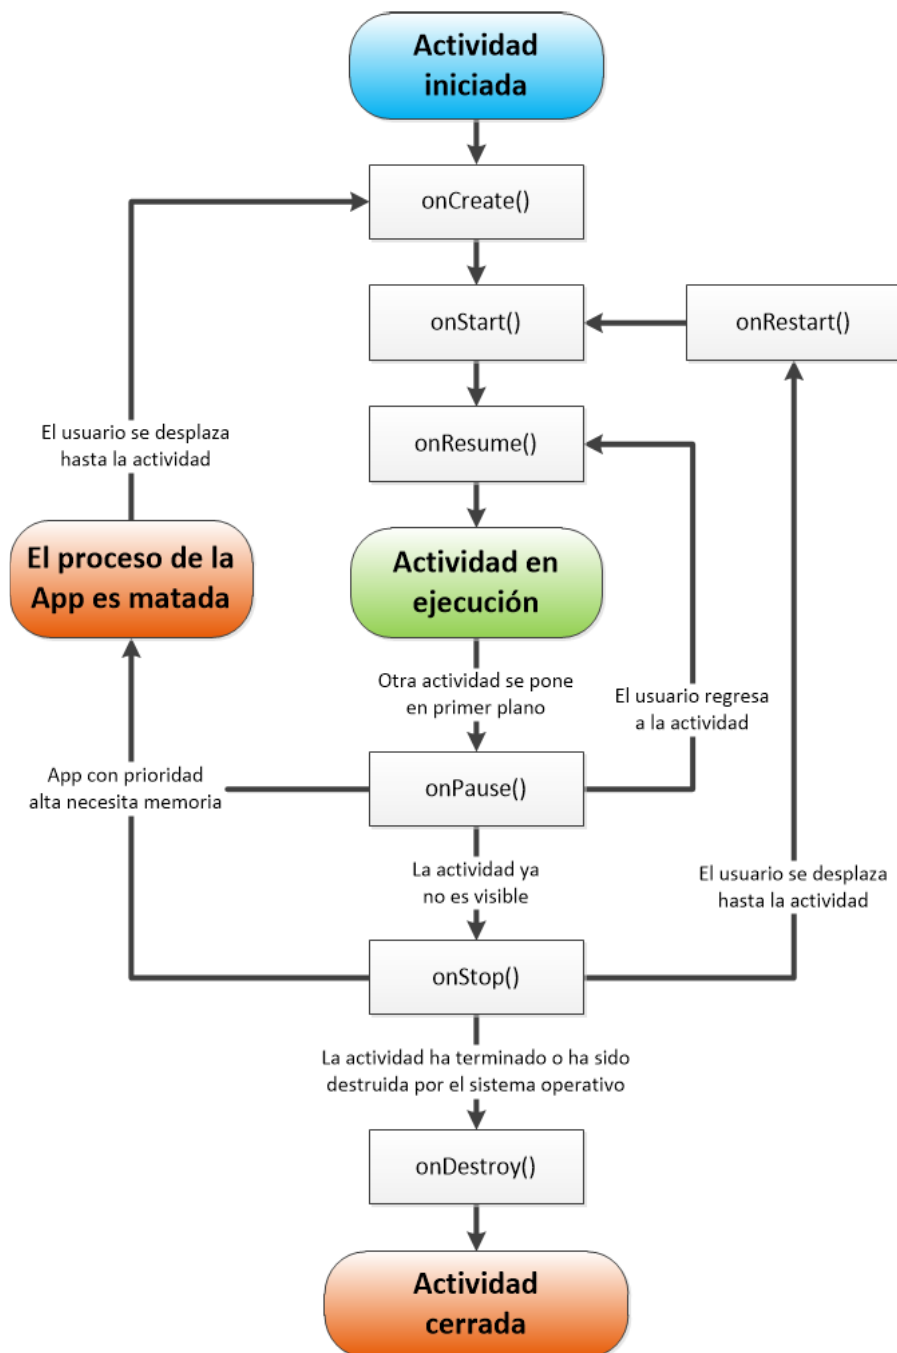 Actividad
iniciada
onCreate()
onStart()
onRestart()
onResume()
El usuario se desplaza
hasta la actividad
El proceso de la
App es matada
Actividad en
ejecución
Otra actividad se pone
en primer plano
El usuario regresa
a la actividad
App con prioridad
alta necesita memoria
onPause()
La actividad ya
no es visible
El usuario se desplaza
hasta la actividad
onStop()
La actividad ha terminado o ha sido
destruida por el sistema operativo
onDestroy()
Actividad
cerrada